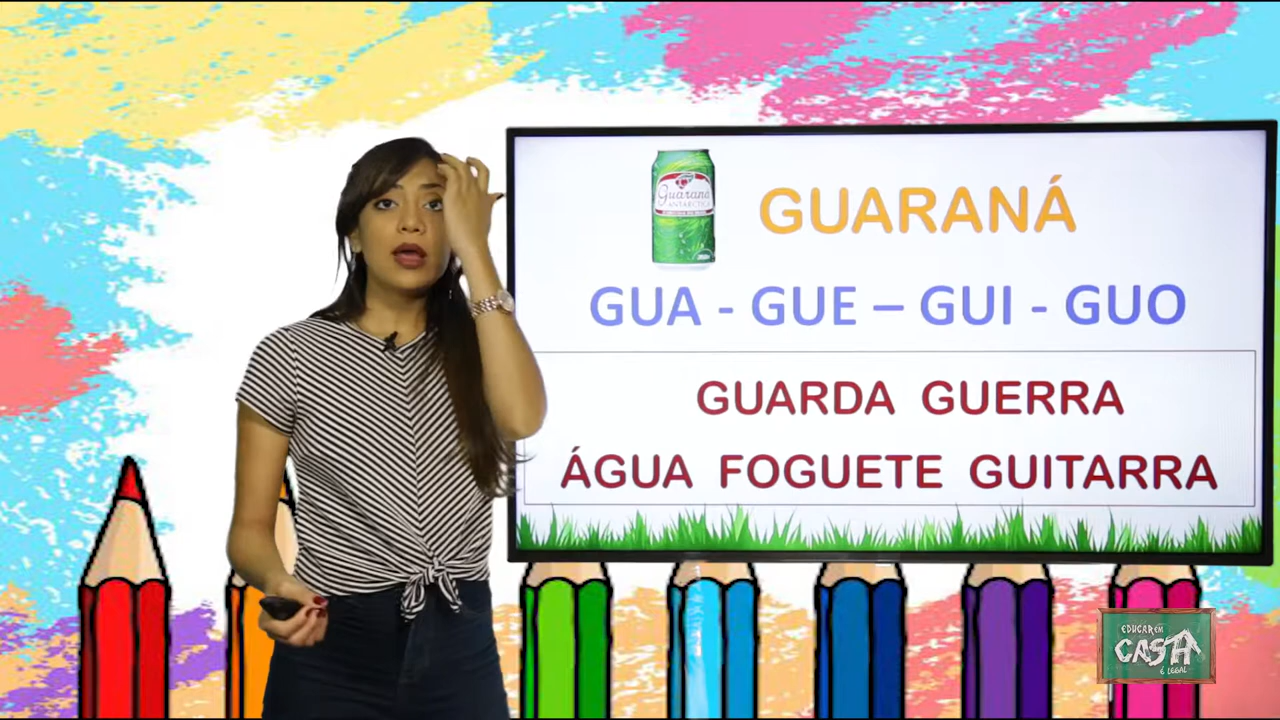 Guaraná
ANTARCTICA
GUARANÁ
GUA - GUE – GUI - GUO
GUARDA GUERRA
ÁGUA FOGUETE GUITARRA
EDUCAR EM
CASA
É LEGAL